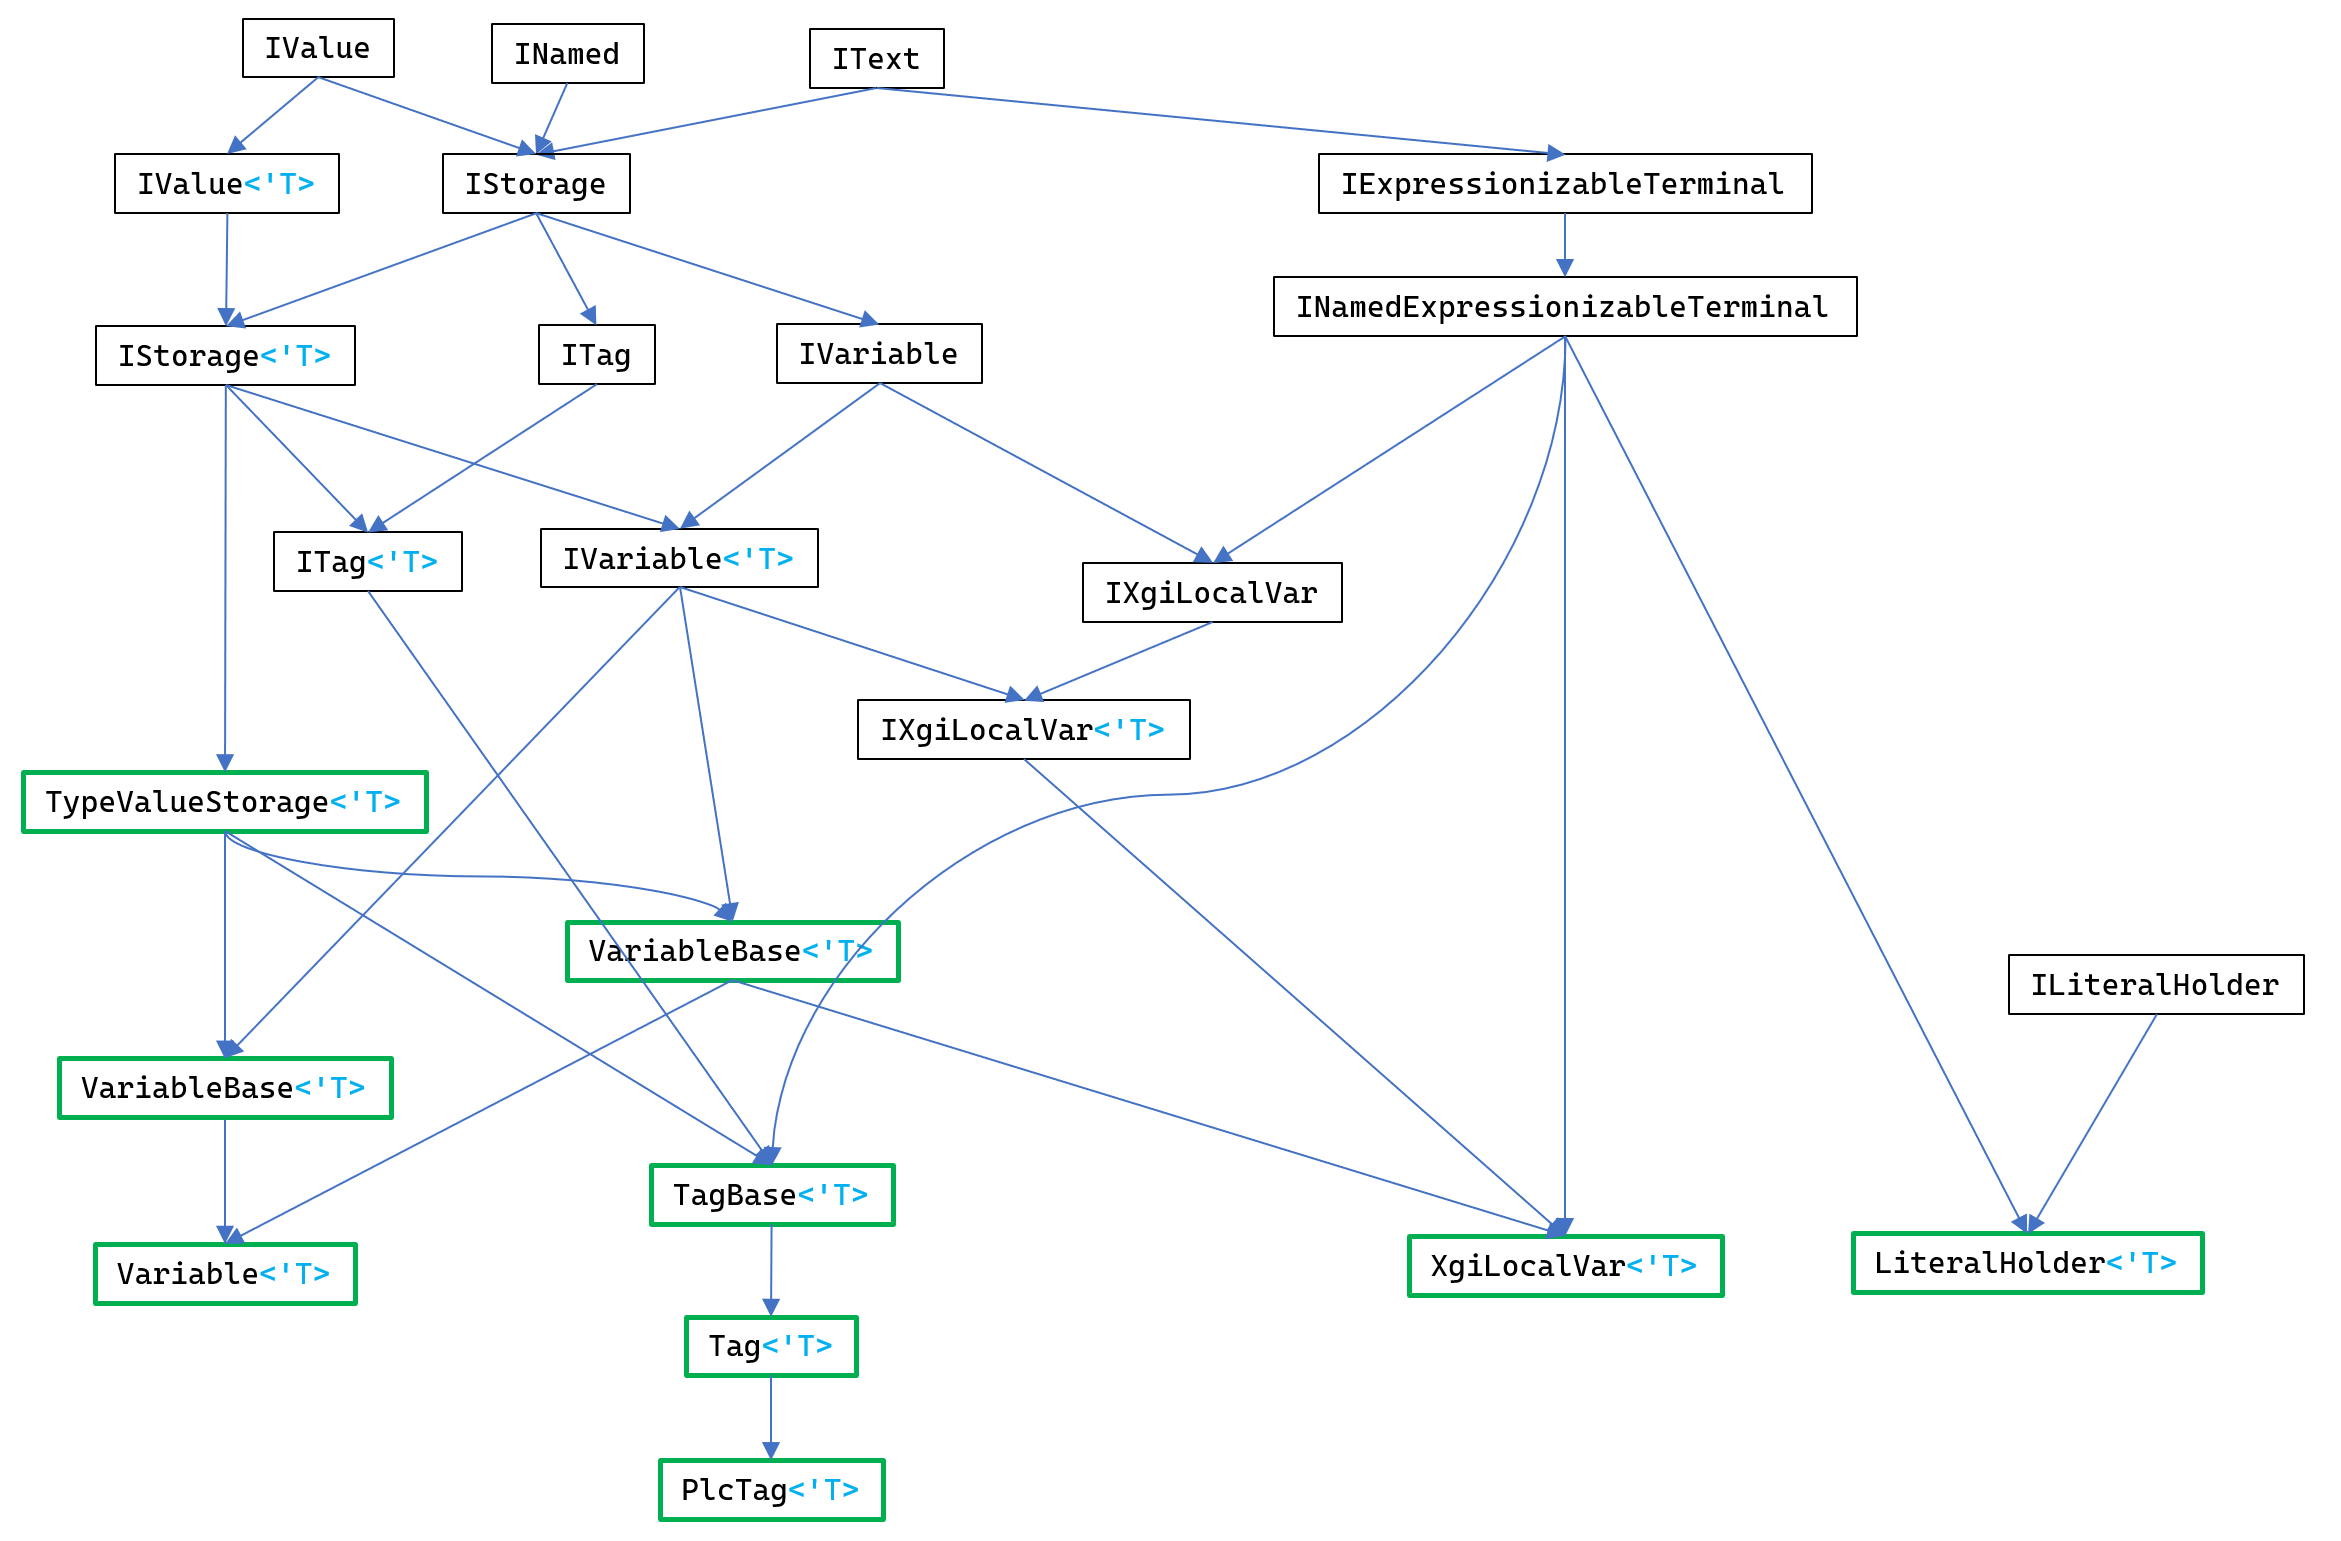 IValue
INamed
IText
IValue<'T>
IStorage
IExpressionizableTerminal
INamedExpressionizableTerminal
IStorage<'T>
ITag
IVariable
ITag<'T>
IVariable<'T>
IXgiLocalVar
IXgiLocalVar<'T>
TypeValueStorage<'T>
VariableBase<'T>
ILiteralHolder
VariableBase<'T>
TagBase<'T>
Variable<'T>
XgiLocalVar<'T>
LiteralHolder<'T>
Tag<'T>
PlcTag<'T>